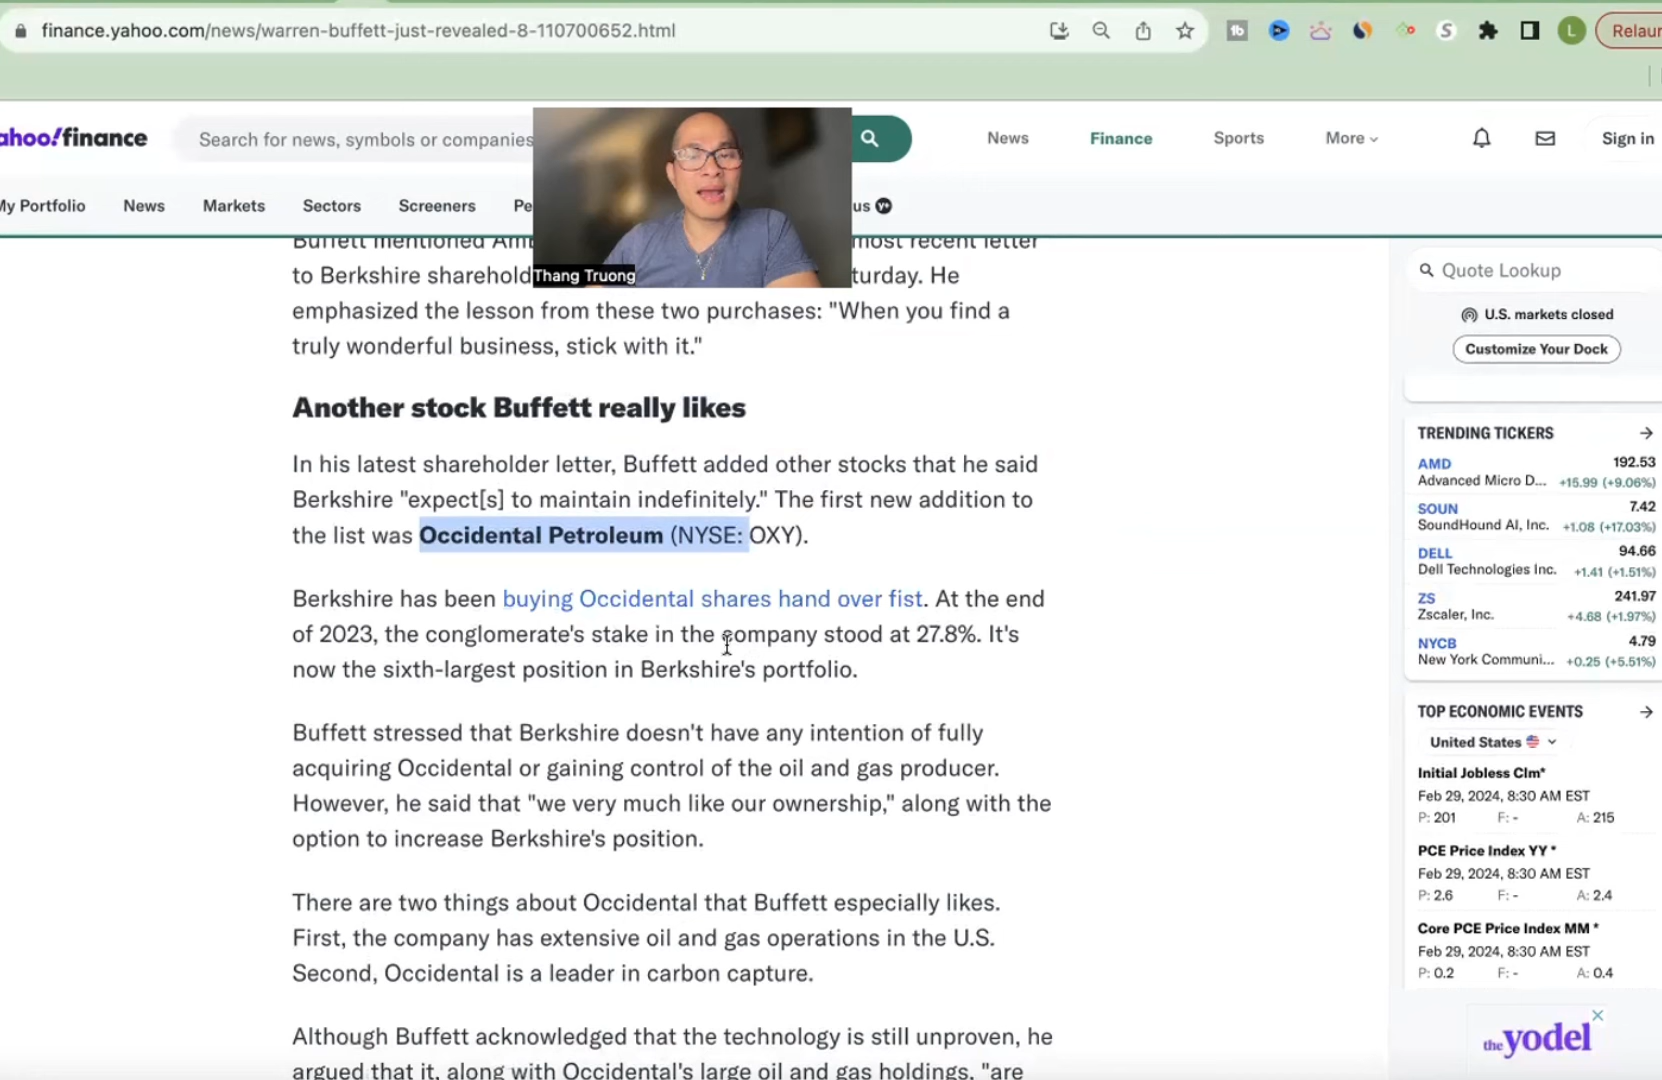 finance.yahoo.com/news/warren-buffett-just-revealed-8-110700652.html
Relaun
ahoo!finance
Search for news, symbols or companies
News
Finance
Sports
More
Sign in
My Portfolio
News
Markets
Sectors
Screeners
Pe
us
Y+
Thang Truong
Buffett mentioned Am
most recent letter
to Berkshire sharehold
turday. He
emphasized the lesson from these two purchases: "When you find a
truly wonderful business, stick with it."
Another stock Buffett really likes
In his latest shareholder letter, Buffett added other stocks that he said
Berkshire "expect[s] to maintain indefinitely." The first new addition to
the list was Occidental Petroleum (NYSE: OXY).
Berkshire has been buying Occidental shares hand over fist. At the end
of 2023, the conglomerate's stake in the company stood at 27.8%. It's
now the sixth-largest position in Berkshire's portfolio.
Buffett stressed that Berkshire doesn't have any intention of fully
acquiring Occidental or gaining control of the oil and gas producer.
However, he said that "we very much like our ownership," along with the
option to increase Berkshire's position.
There are two things about Occidental that Buffett especially likes.
First, the company has extensive oil and gas operations in the U.S.
Second, Occidental is a leader in carbon capture.
Although Buffett acknowledged that the technology is still unproven, he
argued that it, along with Occidental's large oil and gas holdings, "are
Quote Lookup
U.S. markets closed
Customize Your Dock
TRENDING TICKERS
AMD 192.53
Advanced Micro D... +15.99 (+9.06%)
SOUN 7.42
SoundHound AI, Inc. +1.08 (+17.03%)
DELL 94.66
Dell Technologies Inc. +1.41 (+1.51%)
ZS 241.97
Zscaler, Inc. +4.68 (+1.97%)
NYCB 4.79
New York Communi... +0.25 (+5.51%)
TOP ECONOMIC EVENTS
United States
Initial Jobless Clm*
Feb 29, 2024, 8:30 AM EST
P: 201 F: - A: 215
PCE Price Index YY *
Feb 29, 2024, 8:30 AM EST
P: 2.6 F: - A: 2.4
Core PCE Price Index MM *
Feb 29, 2024, 8:30 AM EST
P: 0.2 F: - A: 0.4
the yodel